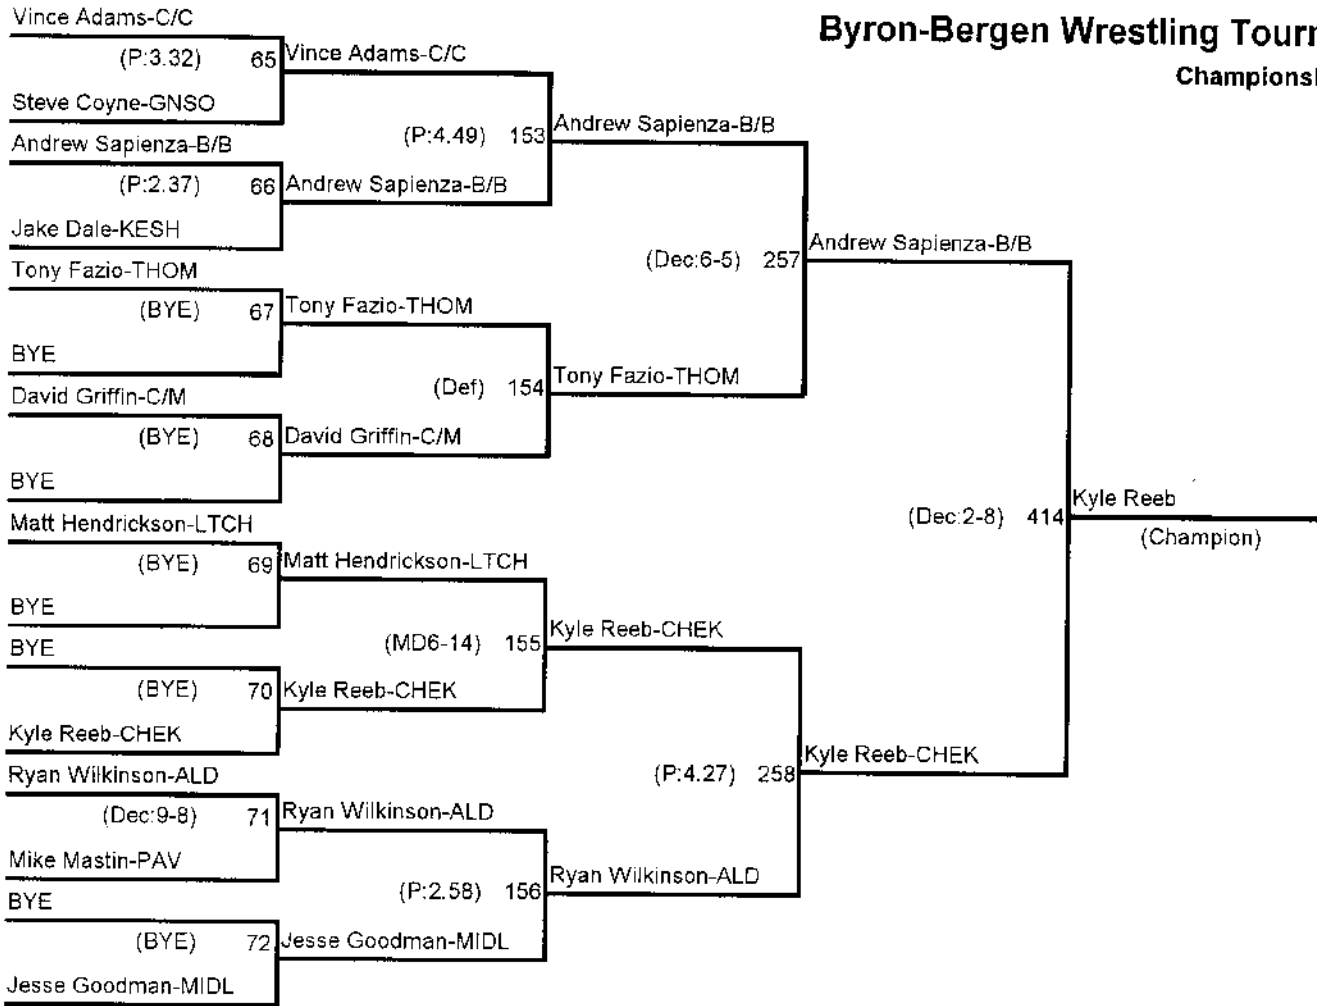 Byron-Bergen Wrestling Tourn
Championsl
Vince Adams-C/C
(P:3.32) 65 Vince Adams-C/C
Steve Coyne-GNSO
(P:4.49) 153 Andrew Sapienza-B/B
Andrew Sapienza-B/B
(P:2.37) 66 Andrew Sapienza-B/B
Jake Dale-KESH
(Dec:6-5) 257 Andrew Sapienza-B/B
Tony Fazio-THOM
(BYE) 67 Tony Fazio-THOM
BYE
(Def) 154 Tony Fazio-THOM
David Griffin-C/M
(BYE) 68 David Griffin-C/M
BYE
(Dec:2-8) 414 Kyle Reeb
(Champion)
Matt Hendrickson-LTCH
(BYE) 69 Matt Hendrickson-LTCH
BYE
(MD6-14) 155 Kyle Reeb-CHEK
BYE
(BYE) 70 Kyle Reeb-CHEK
Kyle Reeb-CHEK
(P:4.27) 258 Kyle Reeb-CHEK
Ryan Wilkinson-ALD
(Dec:9-8) 71 Ryan Wilkinson-ALD
Mike Mastin-PAV
(P:2.58) 156 Ryan Wilkinson-ALD
BYE
(BYE) 72 Jesse Goodman-MIDL
Jesse Goodman-MIDL